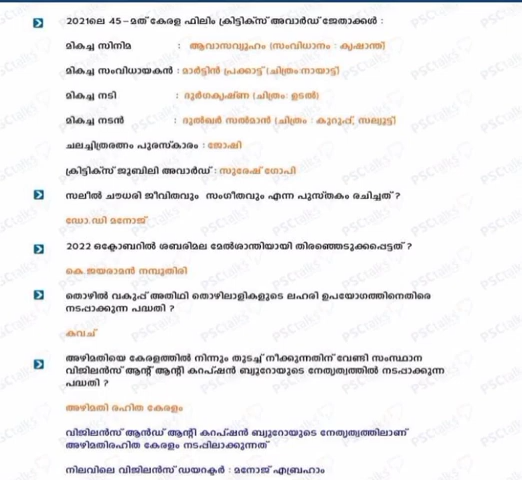 2021ലെ 45-മത് കേരള ഫിലിം ക്രിട്ടിക്സ് അവാർഡ് ജേതാക്കൾ :
മികച്ച സിനിമ : ആവാസവ്യൂഹം (സംവിധാനം : കൃഷാന്ത്)
മികച്ച സംവിധായകൻ : മാർട്ടിൻ പ്രക്കാട്ട് (ചിത്രം നായാട്ട്)
മികച്ച നടി : ദുർഗകൃഷ്ണ (ചിത്രം: ഉടൽ)
മികച്ച നടൻ : ദുൽഖർ സൽമാൻ (ചിത്രം : കുറുപ്പ്, സല്യൂട്ട്)
ചലച്ചിത്രരത്നം പുരസ്കാരം : ജോഷി
ക്രിട്ടിക്സ് ജൂബിലി അവാർഡ് : സുരേഷ് ഗോപി
സലീൽ ചൗധരി ജീവിതവും സംഗീതവും എന്ന പുസ്തകം രചിച്ചത് ?
ഡോ. ഡി മനോജ്
2022 ഒക്ടോബറിൽ ശബരിമല മേൽശാന്തിയായി തിരഞ്ഞെടുക്കപ്പെട്ടത് ?
കെ. ജയരാമൻ നമ്പൂതിരി
തൊഴിൽ വകുപ്പ് അതിഥി തൊഴിലാളികളുടെ ലഹരി ഉപയോഗത്തിനെതിരെ
നടപ്പാക്കുന്ന പദ്ധതി ?
കവച്
അഴിമതിയെ കേരളത്തിൽ നിന്നും തുടച്ച് നീക്കുന്നതിന് വേണ്ടി സംസ്ഥാന
വിജിലൻസ് ആന്റ് ആന്റി കറപ്ഷൻ ബ്യൂറോയുടെ നേതൃത്വത്തിൽ നടപ്പാക്കുന്ന
പദ്ധതി ?
അഴിമതി രഹിത കേരളം
വിജിലൻസ് ആൻഡ് ആന്റി കറപ്ഷൻ ബ്യൂറോയുടെ നേതൃത്വത്തിലാണ്
അഴിമതിരഹിത കേരളം നടപ്പിലാക്കുന്നത്
നിലവിലെ വിജിലൻസ് ഡയറക്ടർ : മനോജ് എബ്രഹാം
PSCtalks